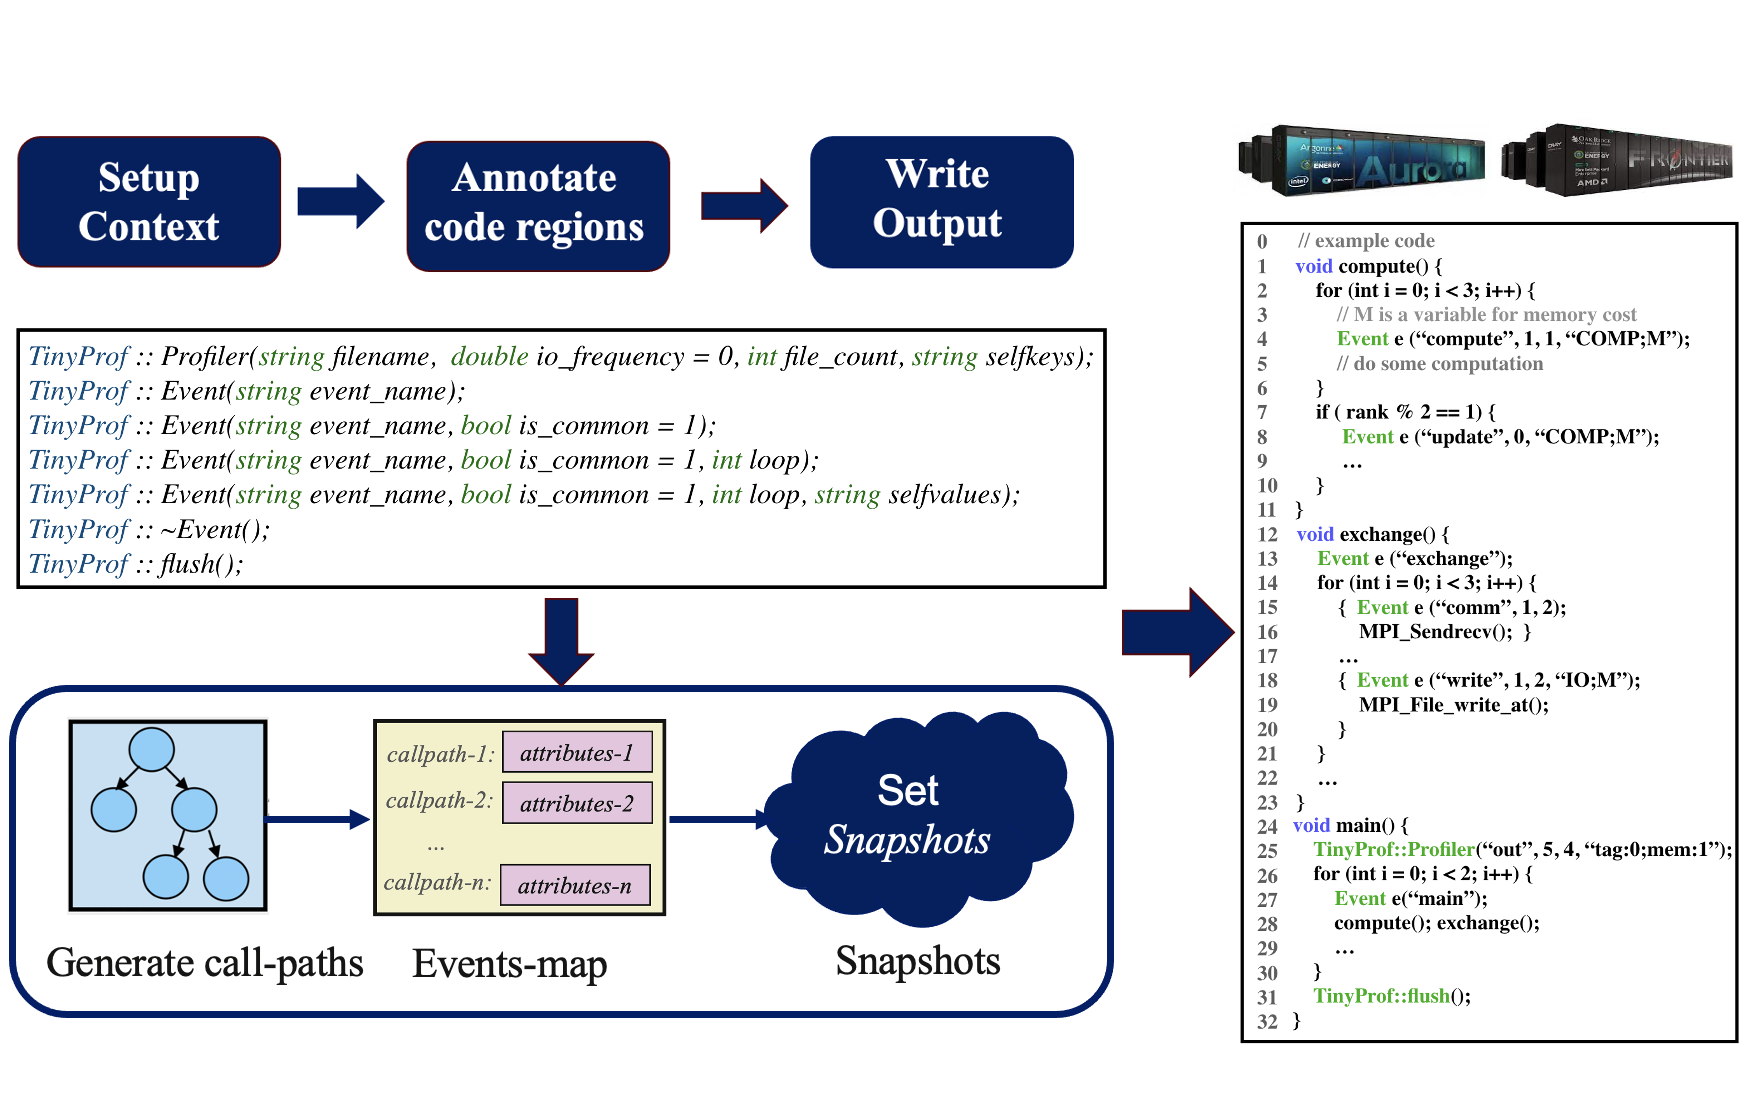 Setup
Context
Annotate
code regions
Write
Output
TinyProf :: Profiler(string filename, double io_frequency = 0, int file_count, string selfkeys);
TinyProf :: Event(string event_name);
TinyProf :: Event(string event_name, bool is_common = 1);
TinyProf :: Event(string event_name, bool is_common = 1, int loop);
TinyProf :: Event(string event_name, bool is_common = 1, int loop, string selfvalues);
TinyProf :: ~Event();
TinyProf :: flush();
callpath-1: attributes-1
callpath-2: attributes-2
...
callpath-n: attributes-n
Set
Snapshots
Generate call-paths
Events-map
Snapshots
Argonne
ENERGY
intel
Aurora
OAK RIDGE
ENERGY
AMD
FRONTIER
0 // example code
1 void compute() {
2 for (int i = 0; i < 3; i++) {
3 // M is a variable for memory cost
4 Event e (“compute”, 1, 1, “COMP;M”);
5 // do some computation
6 }
7 if ( rank % 2 == 1) {
8 Event e (“update”, 0, “COMP;M”);
9 ...
10 }
11 }
12 void exchange() {
13 Event e (“exchange”);
14 for (int i = 0; i < 3; i++) {
15 { Event e (“comm”, 1, 2);
16 MPI_Sendrecv(); }
17 ...
18 { Event e (“write”, 1, 2, “IO;M”);
19 MPI_File_write_at();
20 }
21 }
22 ...
23 }
24 void main() {
25 TinyProf::Profiler(“out”, 5, 4, “tag:0;mem:1”);
26 for (int i = 0; i < 2; i++) {
27 Event e(“main”);
28 compute(); exchange();
29 ...
30 }
31 TinyProf::flush();
32 }